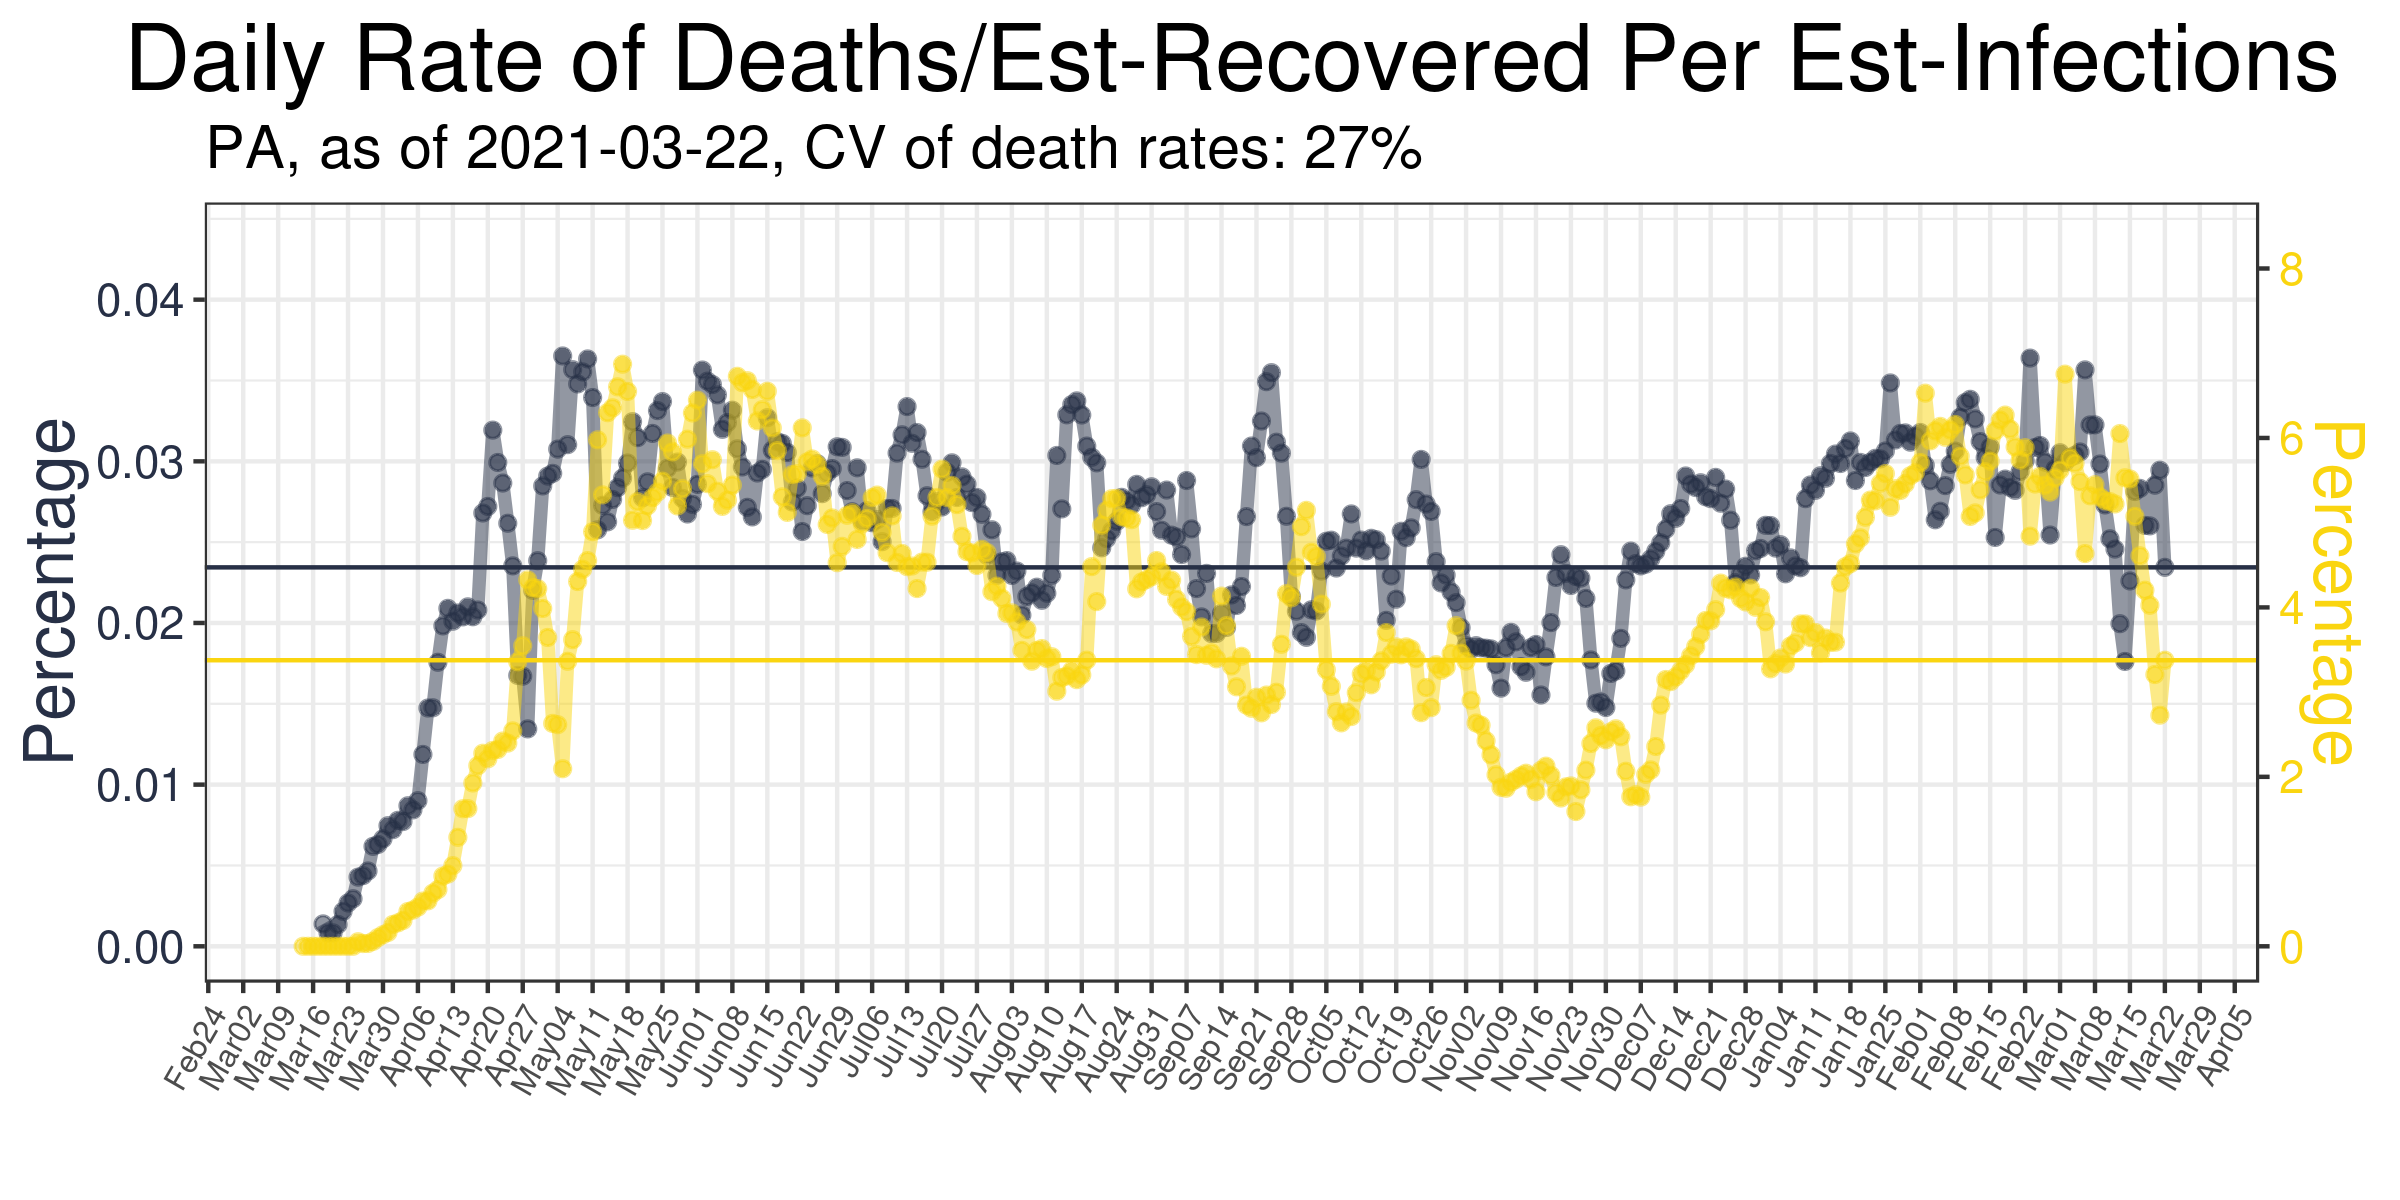 Daily Rate of Deaths/Est-Recovered Per Est-Infections
PA, as of 2021-03-22, CV of death rates: 27%
Percentage
0.04
0.03
0.02
0.01
0.00
8
6
4
2
0
Percentage
Feb24
Mar02
Mar09
Mar16
Mar23
Mar30
Apr06
Apr13
Apr20
Apr27
May04
May11
May18
May25
Jun01
Jun08
Jun15
Jun22
Jun29
Jul06
Jul13
Jul20
Jul27
Aug03
Aug10
Aug17
Aug24
Aug31
Sep07
Sep14
Sep21
Sep28
Oct05
Oct12
Oct19
Oct26
Nov02
Nov09
Nov16
Nov23
Nov30
Dec07
Dec14
Dec21
Dec28
Jan04
Jan11
Jan18
Jan25
Feb01
Feb08
Feb15
Feb22
Mar01
Mar08
Mar15
Mar22
Mar29
Apr05